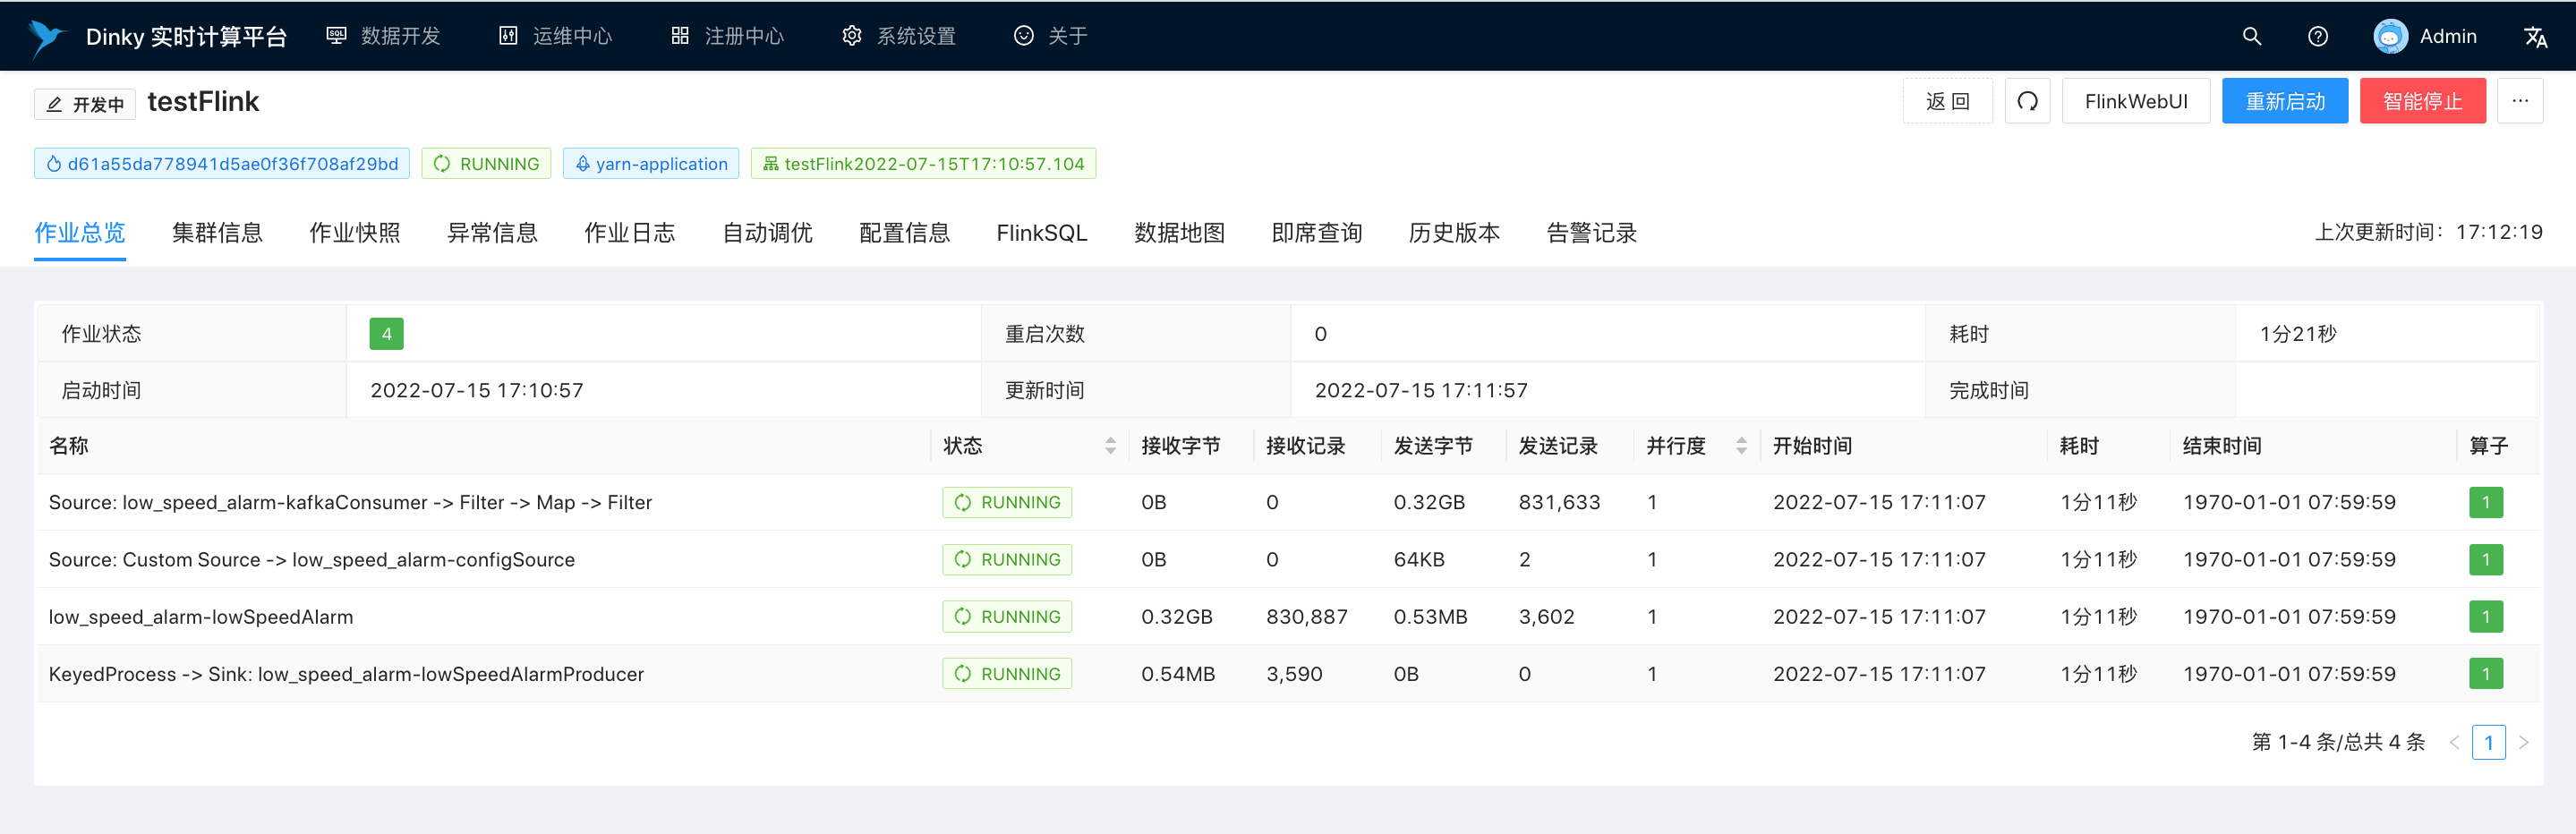 Dinky 实时计算平台 数据开发 运维中心 注册中心 系统设置 关于 Admin
开发中 testFlink 返 回 FlinkWebUI 重新启动 智能停止 ···
d61a55da778941d5ae0f36f708af29bd RUNNING yarn-application testFlink2022-07-15T17:10:57.104
作业总览 集群信息 作业快照 异常信息 作业日志 自动调优 配置信息 FlinkSQL 数据地图 即席查询 历史版本 告警记录 上次更新时间：17:12:19
作业状态 4 重启次数 0 耗时 1分21秒
启动时间 2022-07-15 17:10:57 更新时间 2022-07-15 17:11:57 完成时间
名称 状态 接收字节 接收记录 发送字节 发送记录 并行度 开始时间 耗时 结束时间 算子
Source: low_speed_alarm-kafkaConsumer -> Filter -> Map -> Filter RUNNING 0B 0 0.32GB 831,633 1 2022-07-15 17:11:07 1分11秒 1970-01-01 07:59:59 1
Source: Custom Source -> low_speed_alarm-configSource RUNNING 0B 0 64KB 2 1 2022-07-15 17:11:07 1分11秒 1970-01-01 07:59:59 1
low_speed_alarm-lowSpeedAlarm RUNNING 0.32GB 830,887 0.53MB 3,602 1 2022-07-15 17:11:07 1分11秒 1970-01-01 07:59:59 1
KeyedProcess -> Sink: low_speed_alarm-lowSpeedAlarmProducer RUNNING 0.54MB 3,590 0B 0 1 2022-07-15 17:11:07 1分11秒 1970-01-01 07:59:59 1
第 1-4 条/总共 4 条 < 1 >